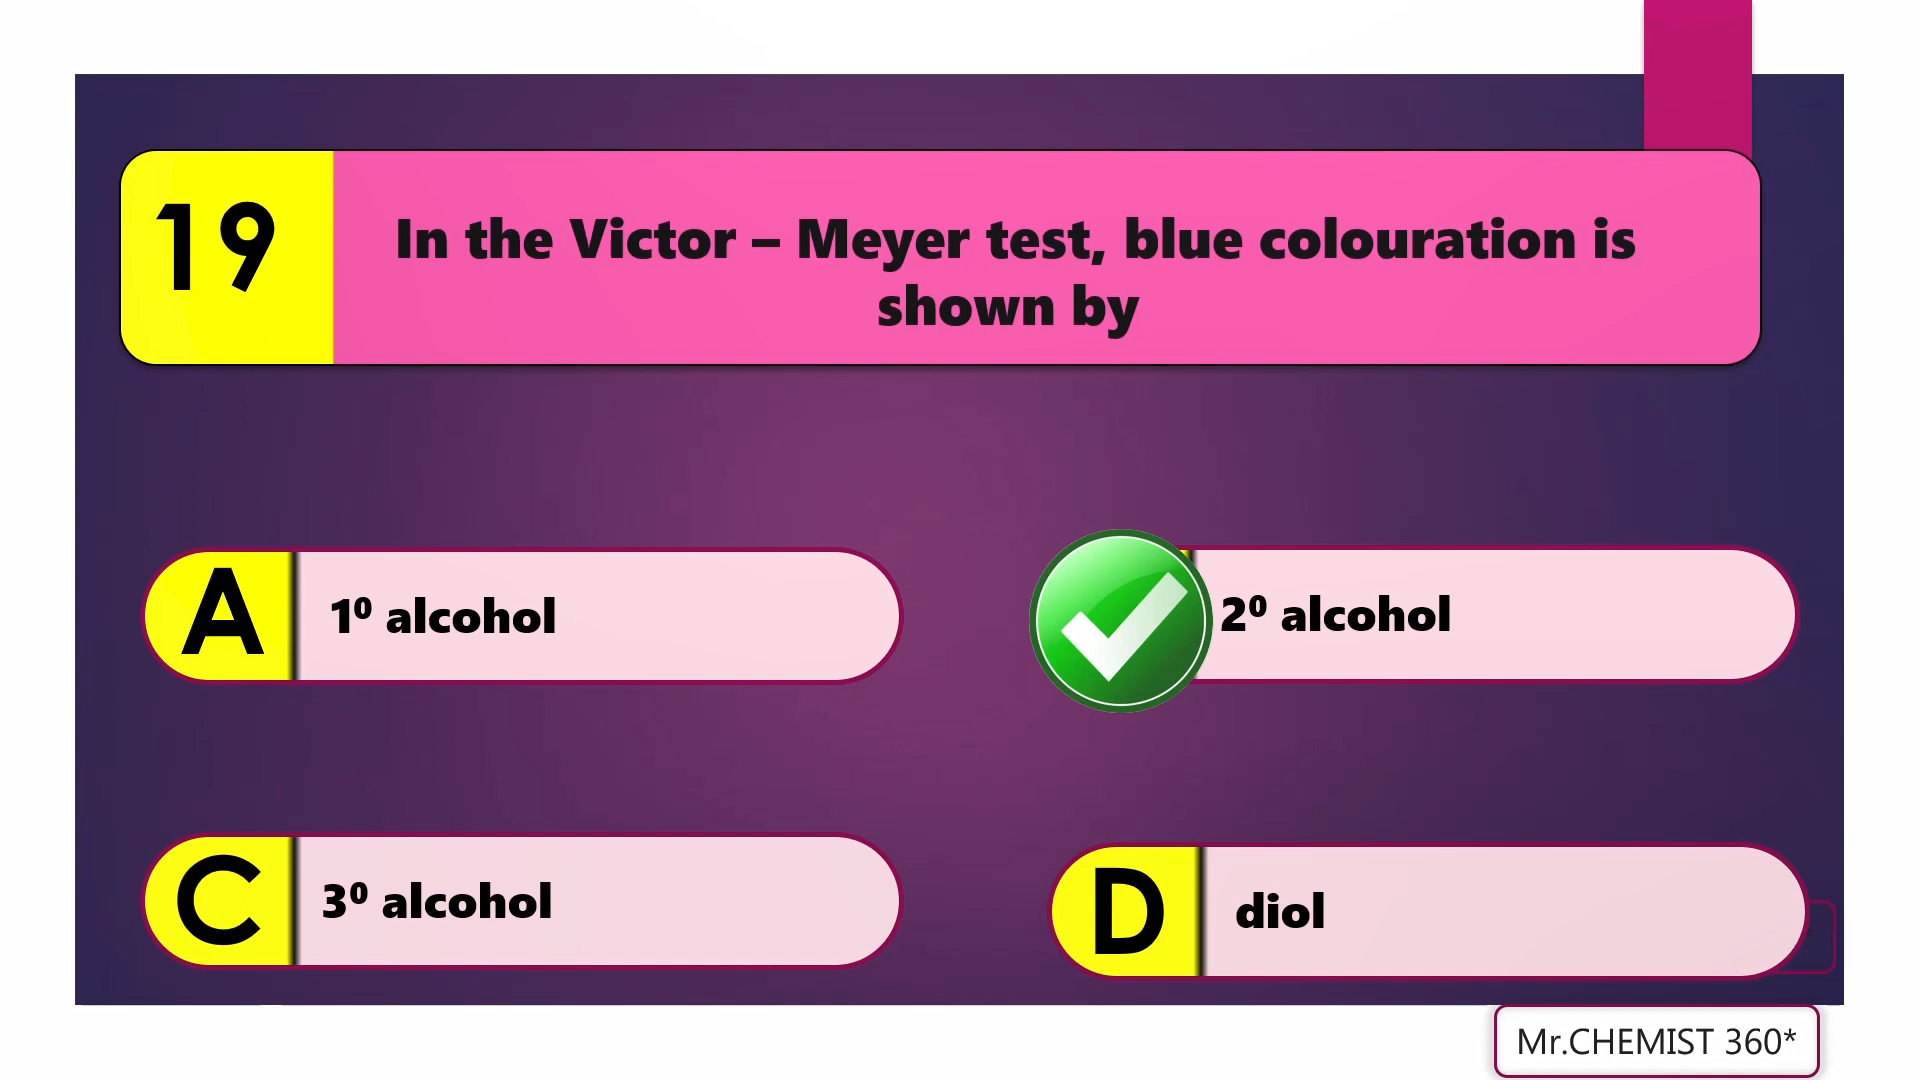 19
In the Victor – Meyer test, blue colouration is
shown by
A
1⁰ alcohol
2⁰ alcohol
C
3⁰ alcohol
D
diol
Mr.CHEMIST 360*